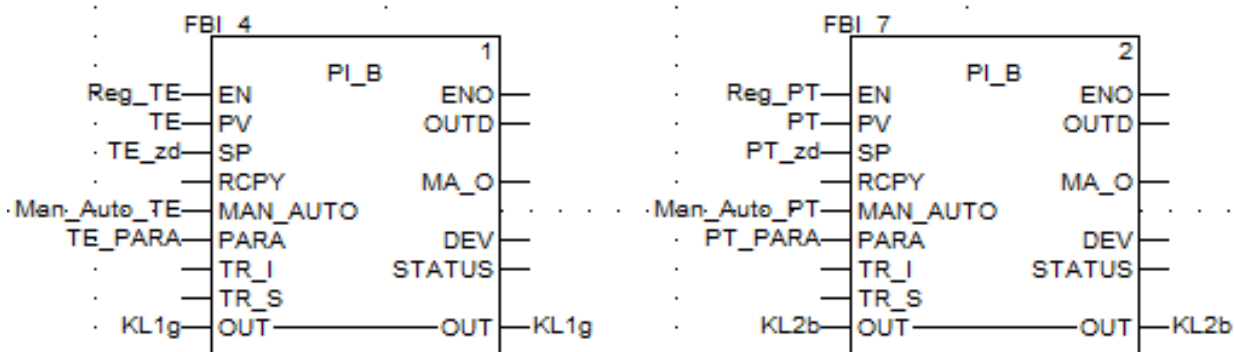 FBI_4 FBI_7
1 2
PI_B PI_B
Reg_TE EN ENO Reg_PT EN ENO
TE PV OUTD PT PV OUTD
TE_zd SP PT_zd SP
RCPY MA_O RCPY MA_O
Man_Auto_TE MAN_AUTO Man_Auto_PT MAN_AUTO
TE_PARA PARA DEV PT_PARA PARA DEV
TR_I STATUS TR_I STATUS
TR_S TR_S
KL1g OUT OUT KL1g KL2b OUT OUT KL2b